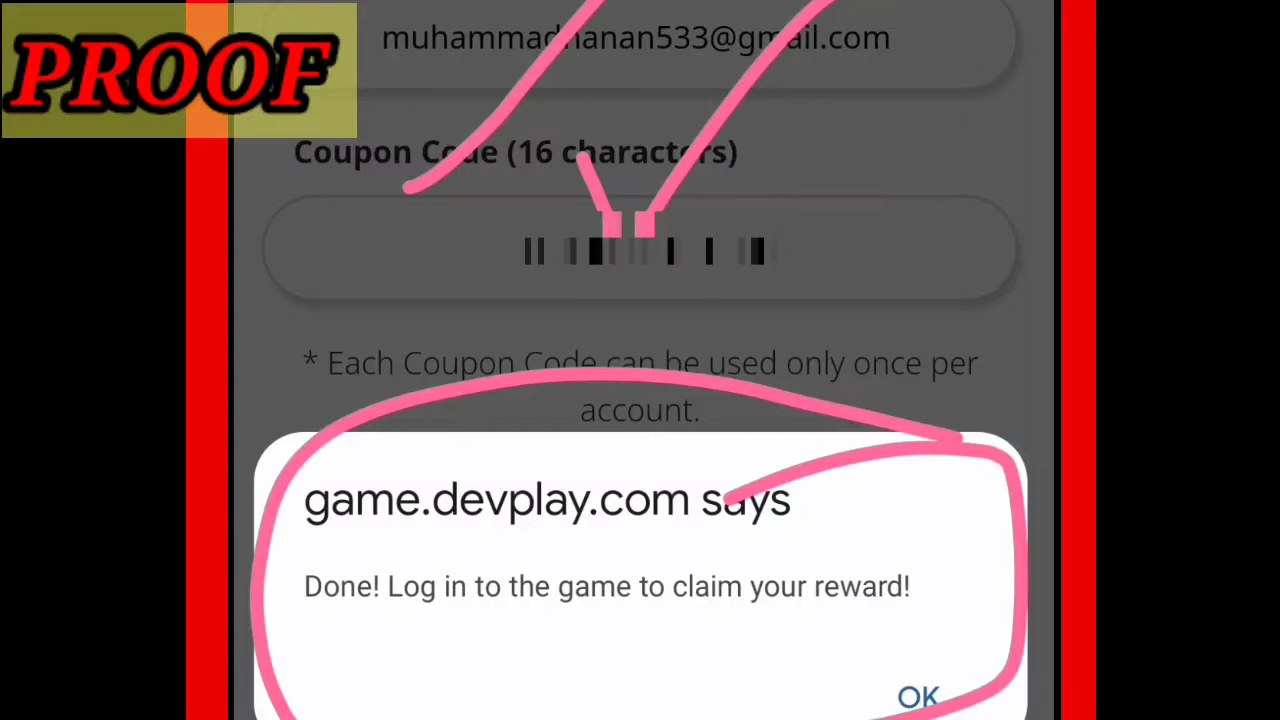 PROOF
muhammadhanan533@gmail.com
Coupon Code (16 characters)
* Each Coupon Code can be used only once per
account.
game.devplay.com says
Done! Log in to the game to claim your reward!
OK